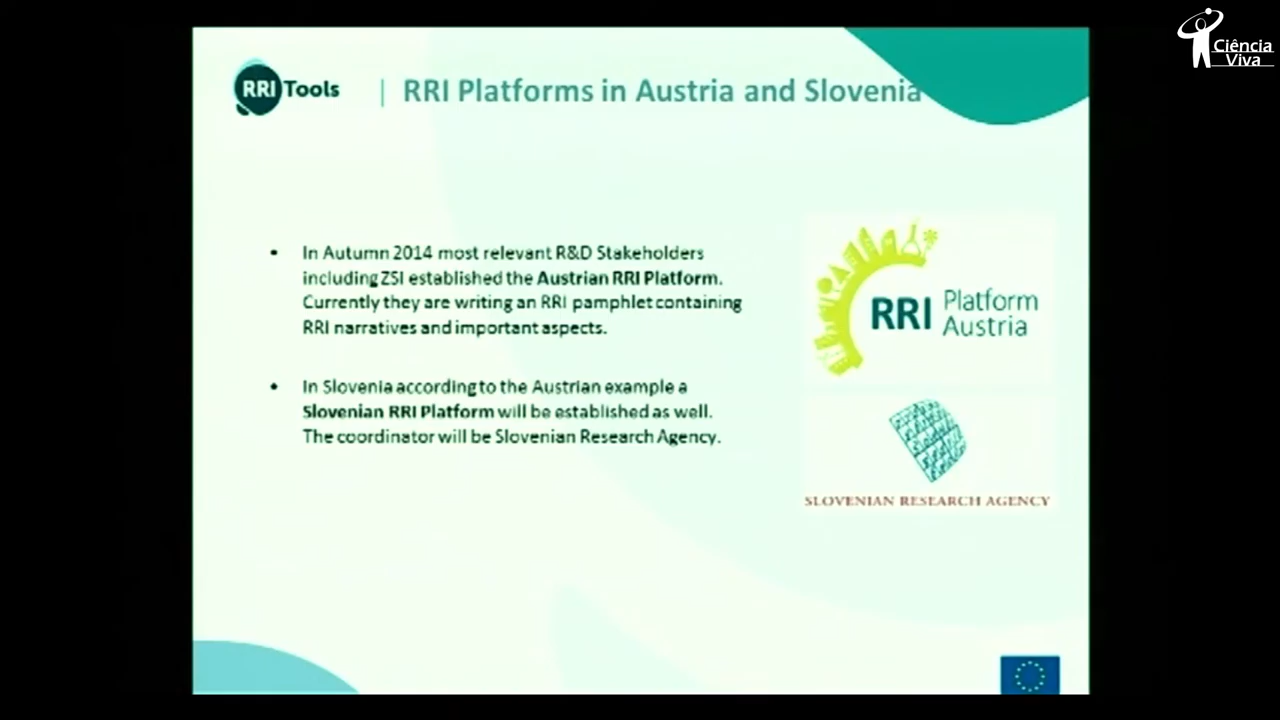 Ciência
Viva
RRI Tools
RRI Platforms in Austria and Slovenia
• In Autumn 2014 most relevant R&D Stakeholders
including ZSI established the Austrian RRI Platform.
Currently they are writing an RRI pamphlet containing
RRI narratives and important aspects.
• In Slovenia according to the Austrian example a
Slovenian RRI Platform will be established as well.
The coordinator will be Slovenian Research Agency.
RRI Platform
Austria
SLOVENIAN RESEARCH AGENCY